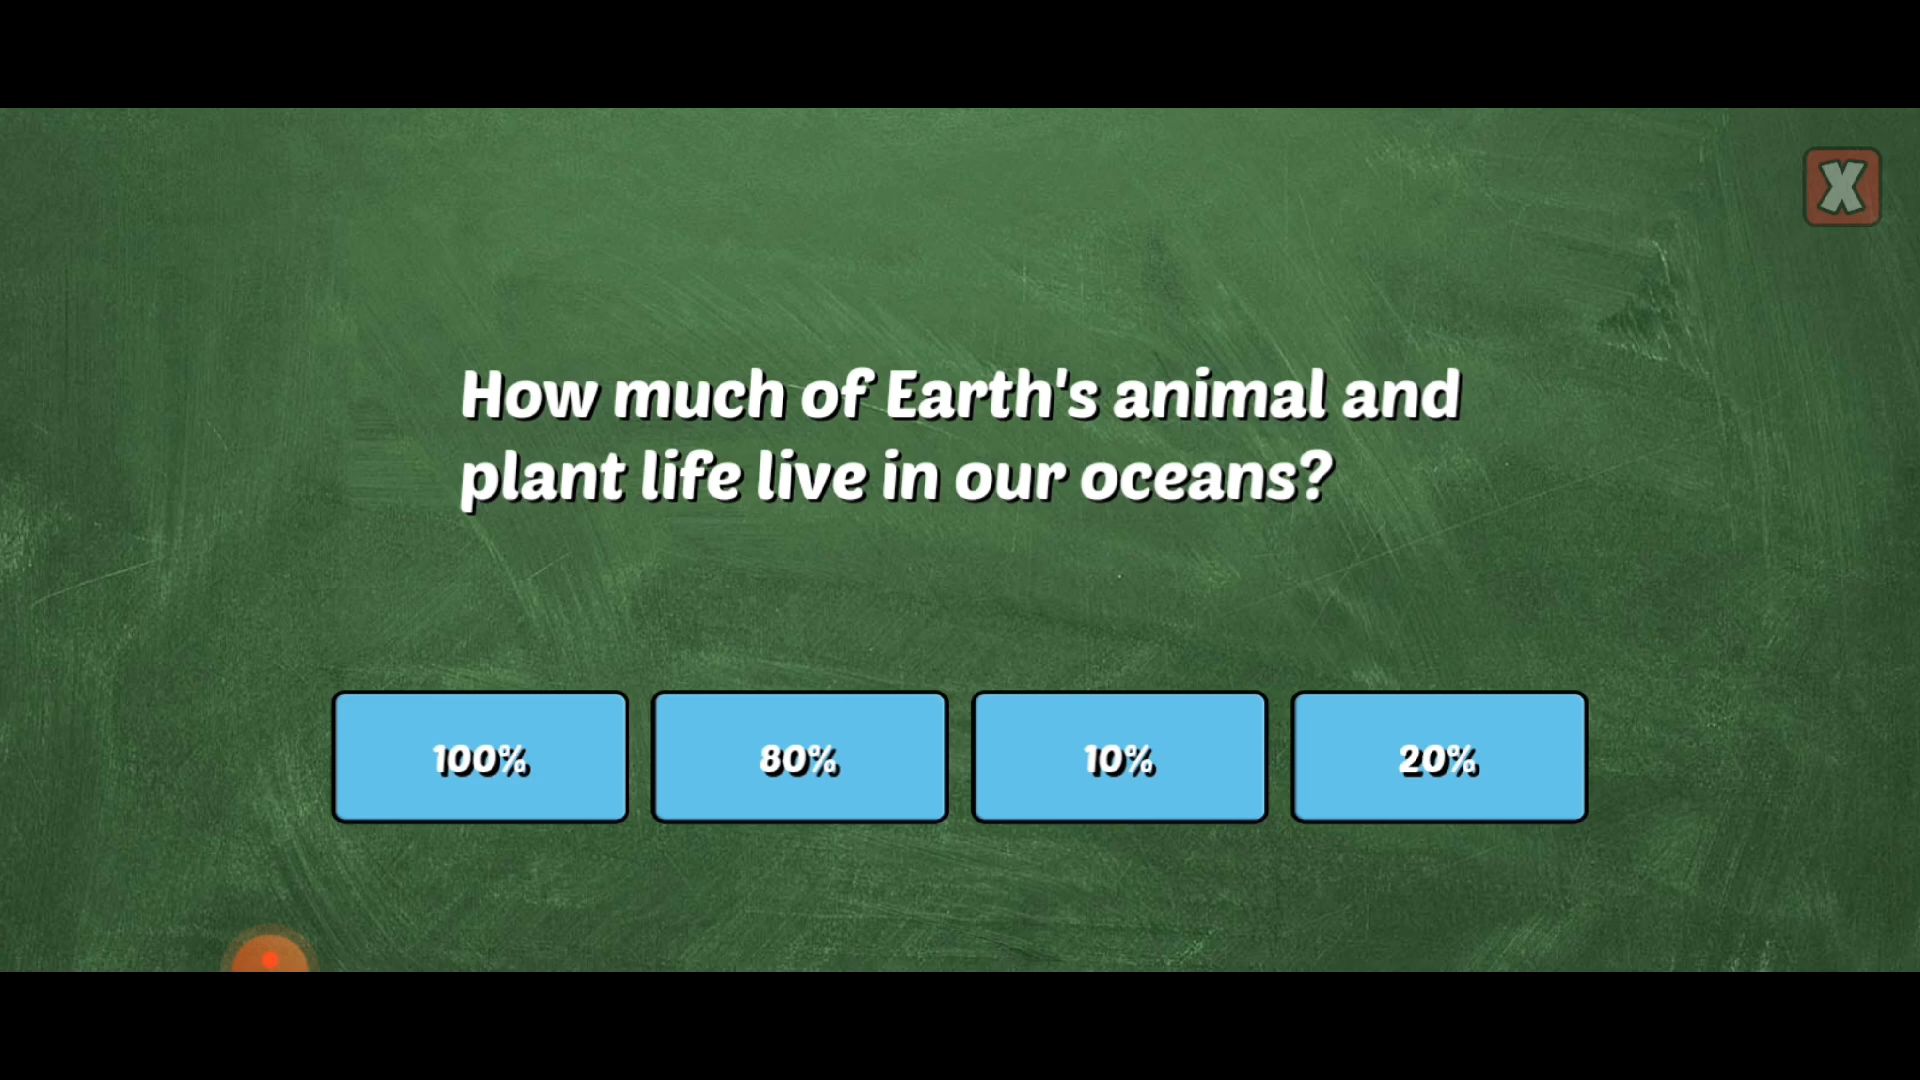 X
How much of Earth's animal and
plant life live in our oceans?
100% 80% 10% 20%